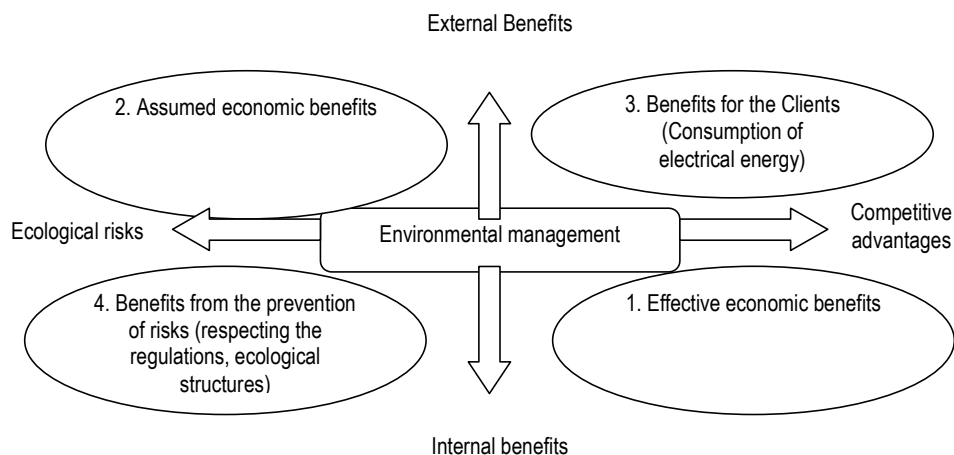 External Benefits
2. Assumed economic benefits
3. Benefits for the Clients
(Consumption of
electrical energy)
Ecological risks
Environmental management
Competitive
advantages
4. Benefits from the prevention
of risks (respecting the
regulations, ecological
structures)
1. Effective economic benefits
Internal benefits